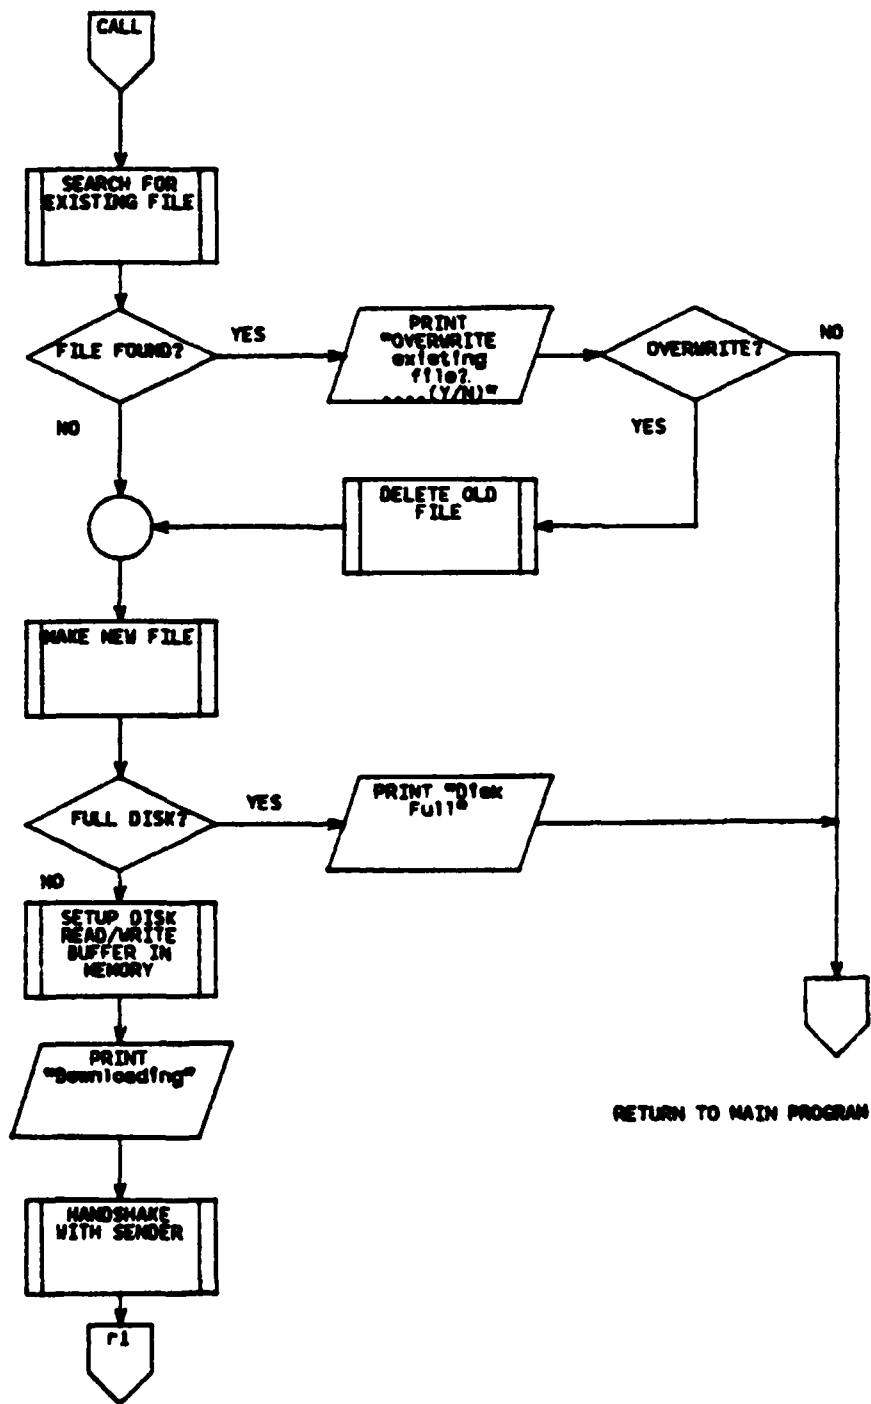 CALL
SEARCH FOR
EXISTING FILE
FILE FOUND?
YES
PRINT
"OVERWRITE
existing
file?.
....(Y/N)"
OVERWRITE?
NO
NO
YES
DELETE OLD
FILE
MAKE NEW FILE
FULL DISK?
YES
PRINT "Disk
Full"
NO
SETUP DISK
READ/WRITE
BUFFER IN
MEMORY
PRINT
"Downloading"
RETURN TO MAIN PROGRAM
HANDSHAKE
WITH SENDER
r1